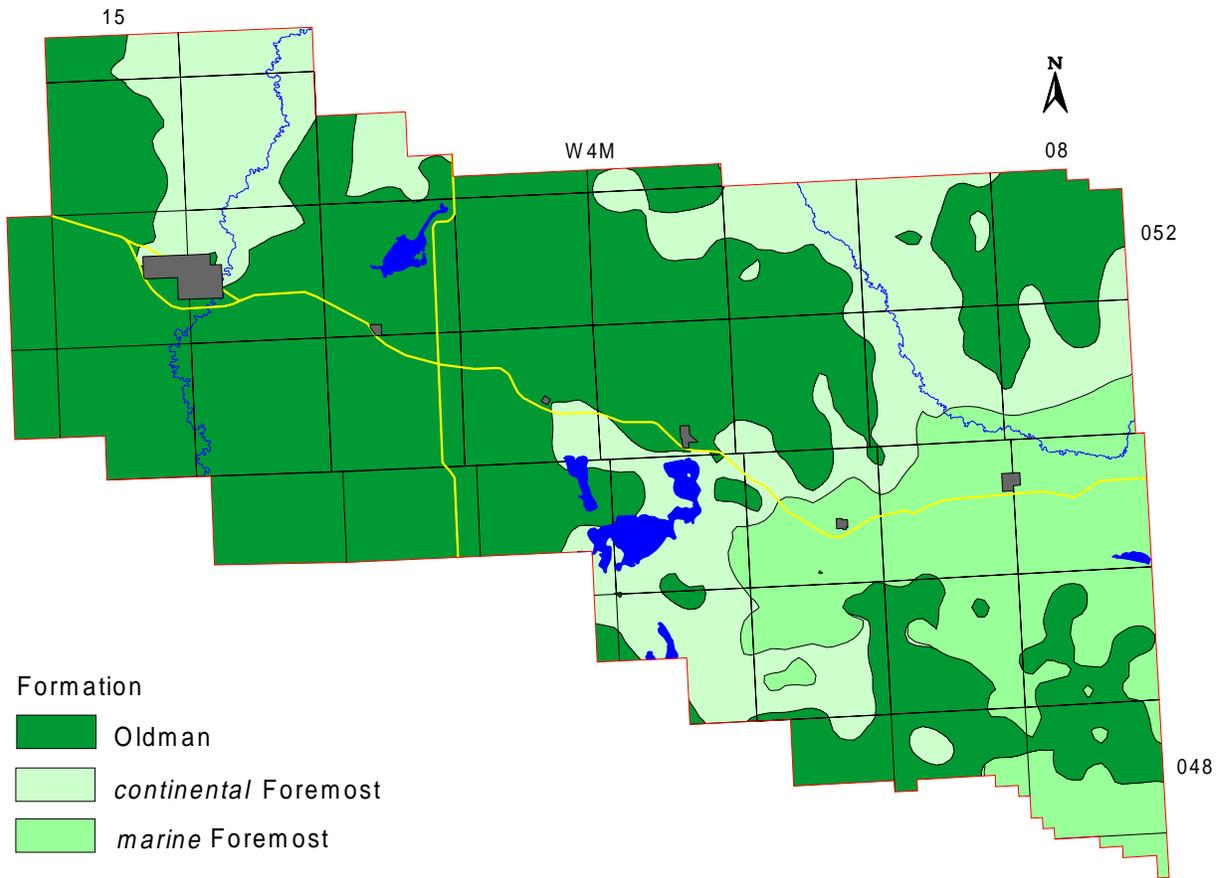 15
N
W4M
08
052
048
Formation
Oldman
continental Foremost
marine Foremost